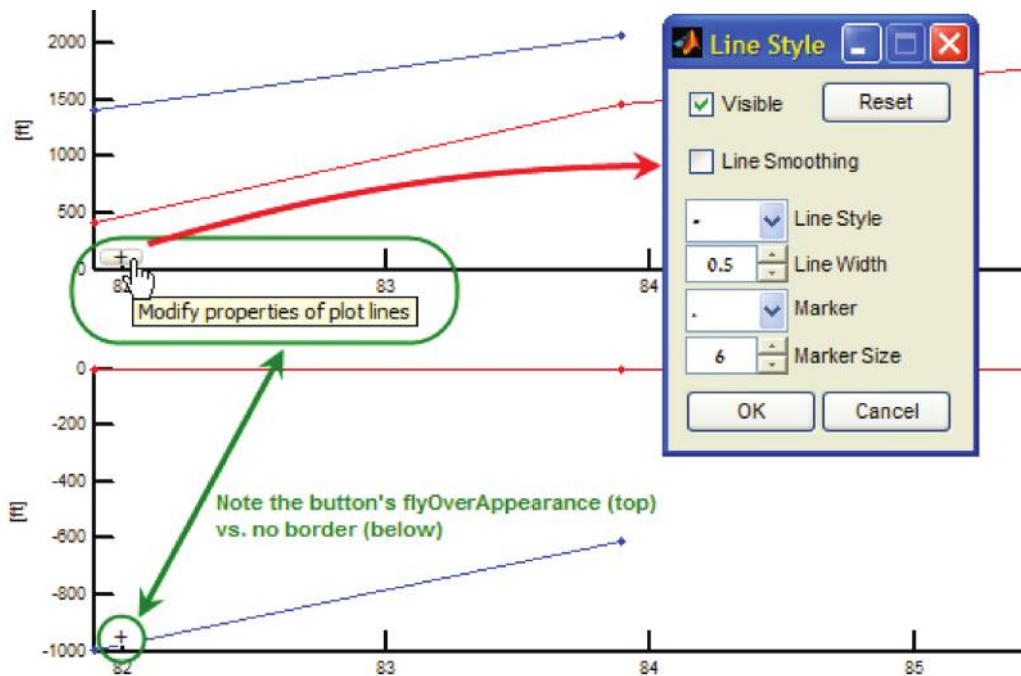 2000
1500
1000
500
0
[ft]
82
83
84
Modify properties of plot lines
Line Style
Visible
Reset
Line Smoothing
- Line Style
0.5 Line Width
. Marker
6 Marker Size
OK
Cancel
0
-200
-400
-600
-800
-1000
[ft]
Note the button's flyOverAppearance (top)
vs. no border (below)
+
+
82
83
84
85